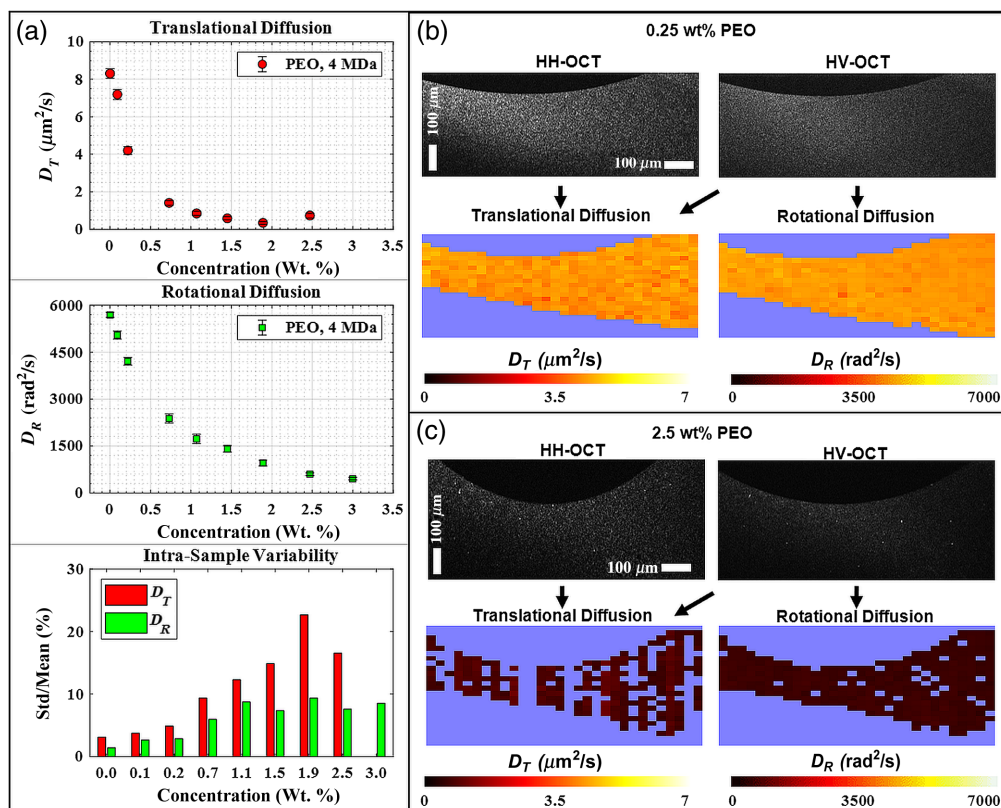 (a)
Translational Diffusion
PEO, 4 MDa
10
8
6
4
2
0
D_T (μm²/s)
0 0.5 1 1.5 2 2.5 3 3.5
Concentration (Wt. %)
Rotational Diffusion
PEO, 4 MDa
6000
4500
3000
1500
0
D_R (rad²/s)
0 0.5 1 1.5 2 2.5 3 3.5
Concentration (Wt. %)
Intra-Sample Variability
D_T
D_R
30
20
10
0
Std/Mean (%)
0.0 0.1 0.2 0.7 1.1 1.5 1.9 2.5 3.0
Concentration (Wt. %)
(b)
0.25 wt% PEO
HH-OCT
HV-OCT
100 μm
100 μm
Translational Diffusion
Rotational Diffusion
D_T (μm²/s)
0 3.5 7
D_R (rad²/s)
0 3500 7000
(c)
2.5 wt% PEO
HH-OCT
HV-OCT
100 μm
100 μm
Translational Diffusion
Rotational Diffusion
D_T (μm²/s)
0 3.5 7
D_R (rad²/s)
0 3500 7000